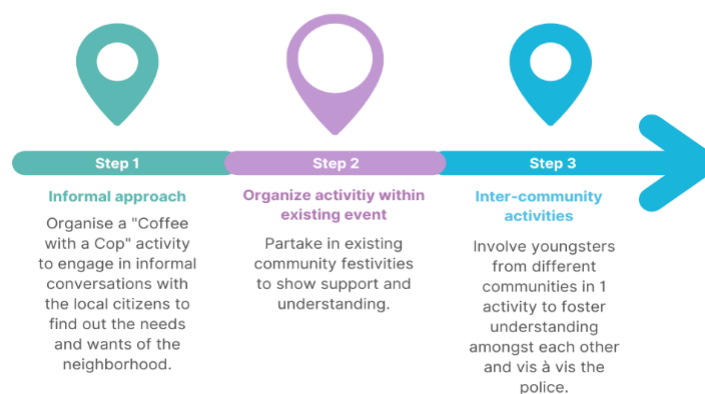 Step 1
Informal approach
Organise a "Coffee
with a Cop" activity
to engage in informal
conversations with
the local citizens to
find out the needs
and wants of the
neighborhood.
Step 2
Organize activitiy within
existing event
Partake in existing
community festivities
to show support and
understanding.
Step 3
Inter-community
activities
Involve youngsters
from different
communities in 1
activity to foster
understanding
amongst each other
and vis à vis the
police.